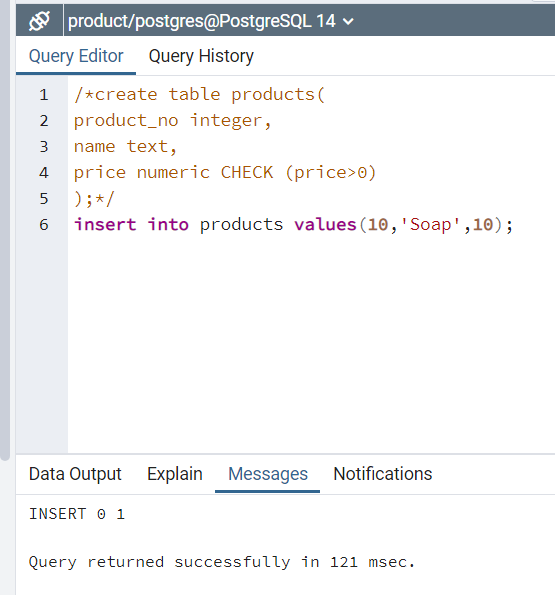 product/postgres@PostgreSQL 14
Query Editor Query History
1 /*create table products(
2 product_no integer,
3 name text,
4 price numeric CHECK (price>0)
5 );*/
6 insert into products values(10,'Soap',10);
Data Output Explain Messages Notifications
INSERT 0 1
Query returned successfully in 121 msec.